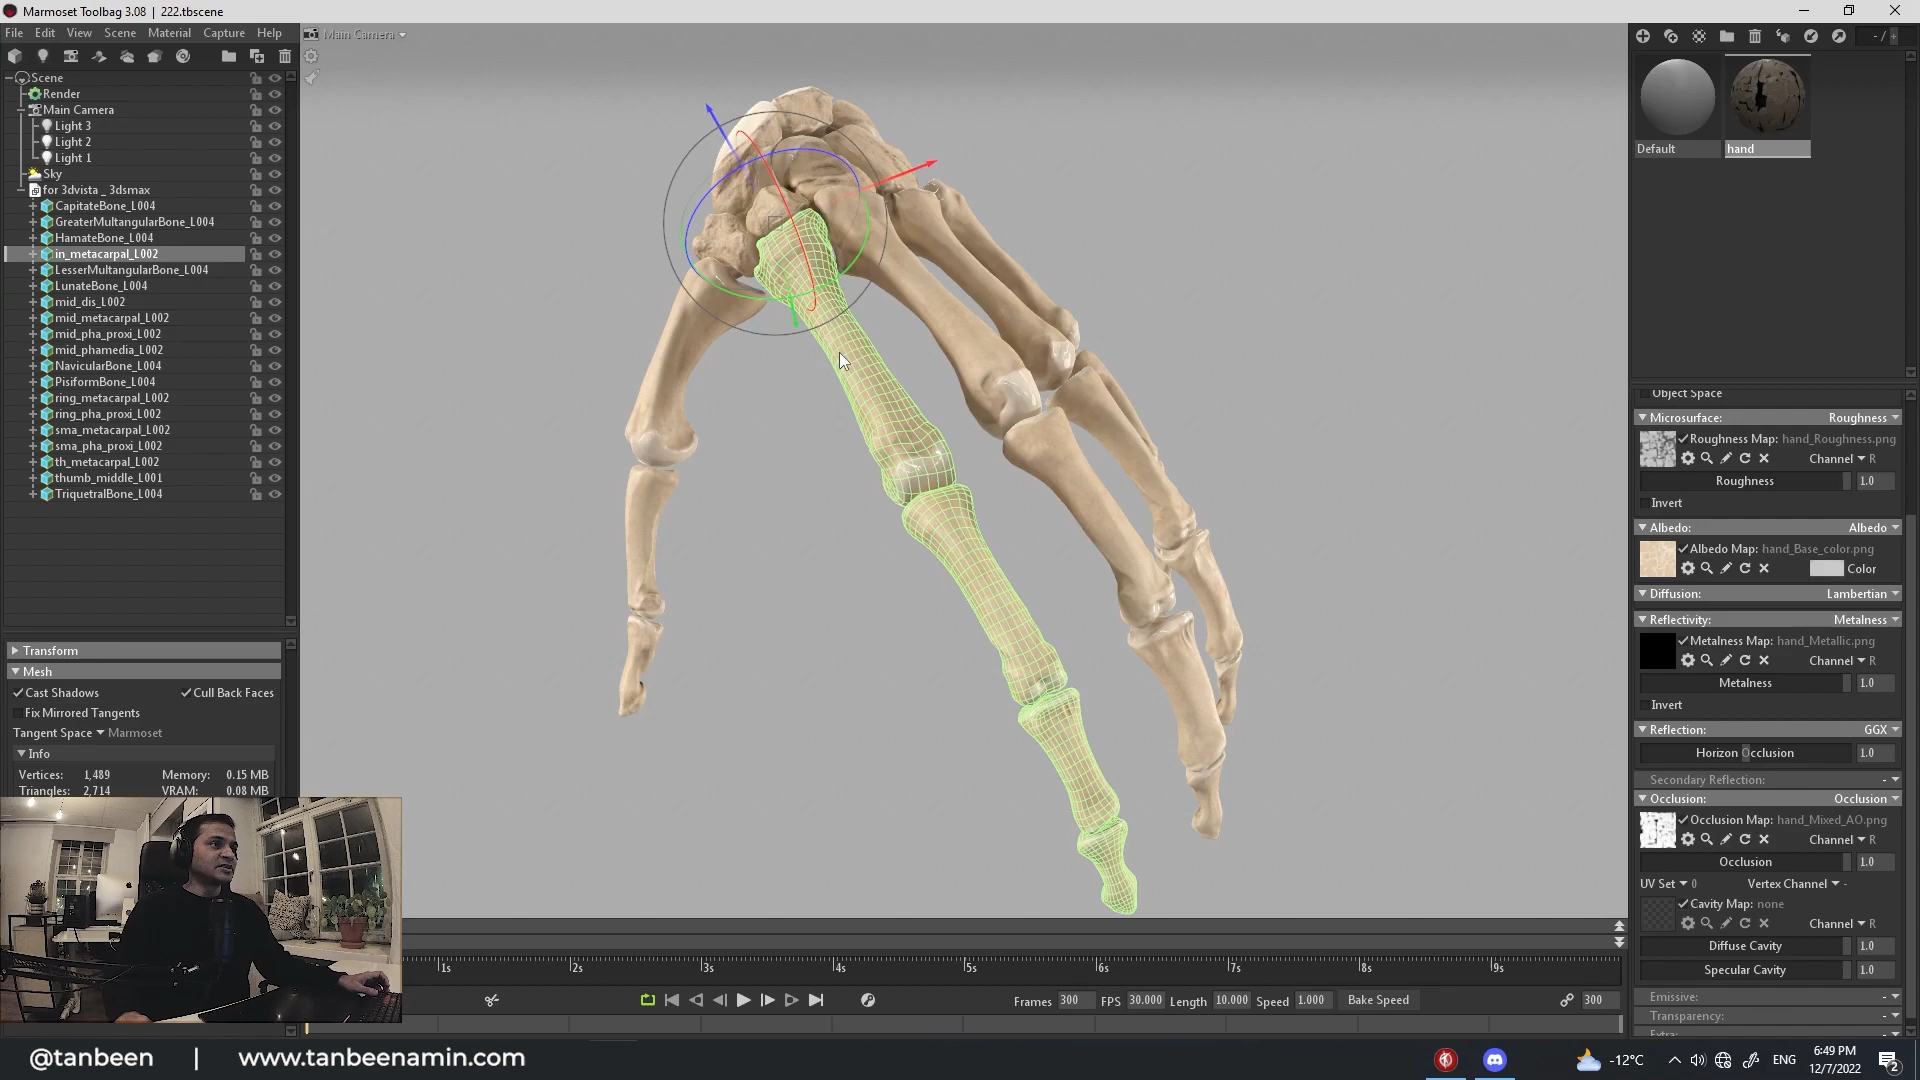 Marmoset Toolbag 3.08 | 222.tbscene
File Edit View Scene Material Capture Help
Main Camera
- / +
Scene
Render
Main Camera
Light 3
Light 2
Light 1
Sky
for 3dvista _ 3dsmax
CapitateBone_L004
GreaterMultangularBone_L004
HamateBone_L004
in_metacarpal_L002
LesserMultangularBone_L004
LunateBone_L004
mid_dis_L002
mid_metacarpal_L002
mid_pha_proxi_L002
mid_phamedia_L002
NavicularBone_L004
PisiformBone_L004
ring_metacarpal_L002
ring_pha_proxi_L002
sma_metacarpal_L002
sma_pha_proxi_L002
th_metacarpal_L002
thumb_middle_L001
TriquetralBone_L004
Transform
Mesh
Cast Shadows Cull Back Faces
Fix Mirrored Tangents
Tangent Space Marmoset
Info
Vertices: 1,489 Memory: 0.15 MB
Triangles: 2,714 VRAM: 0.08 MB
Default hand
Object Space
Microsurface: Roughness
Roughness Map: hand_Roughness.png
Channel R
Roughness 1.0
Invert
Albedo: Albedo
Albedo Map: hand_Base_color.png
Color
Diffusion: Lambertian
Reflectivity: Metalness
Metalness Map: hand_Metallic.png
Channel R
Metalness 1.0
Invert
Reflection: GGX
Horizon Occlusion 1.0
Secondary Reflection: -
Occlusion: Occlusion
Occlusion Map: hand_Mixed_AO.png
Channel R
Occlusion 1.0
UV Set 0 Vertex Channel -
Cavity Map: none
Channel R
Diffuse Cavity 1.0
Specular Cavity 1.0
Emissive: -
Transparency: -
Extra: -
1s 2s 3s 4s 5s 6s 7s 8s 9s
Frames 300 FPS 30.000 Length 10.000 Speed 1.000 Bake Speed 300
@tanbeen | www.tanbeenamin.com
-12°C ENG 6:49 PM
12/7/2022
2